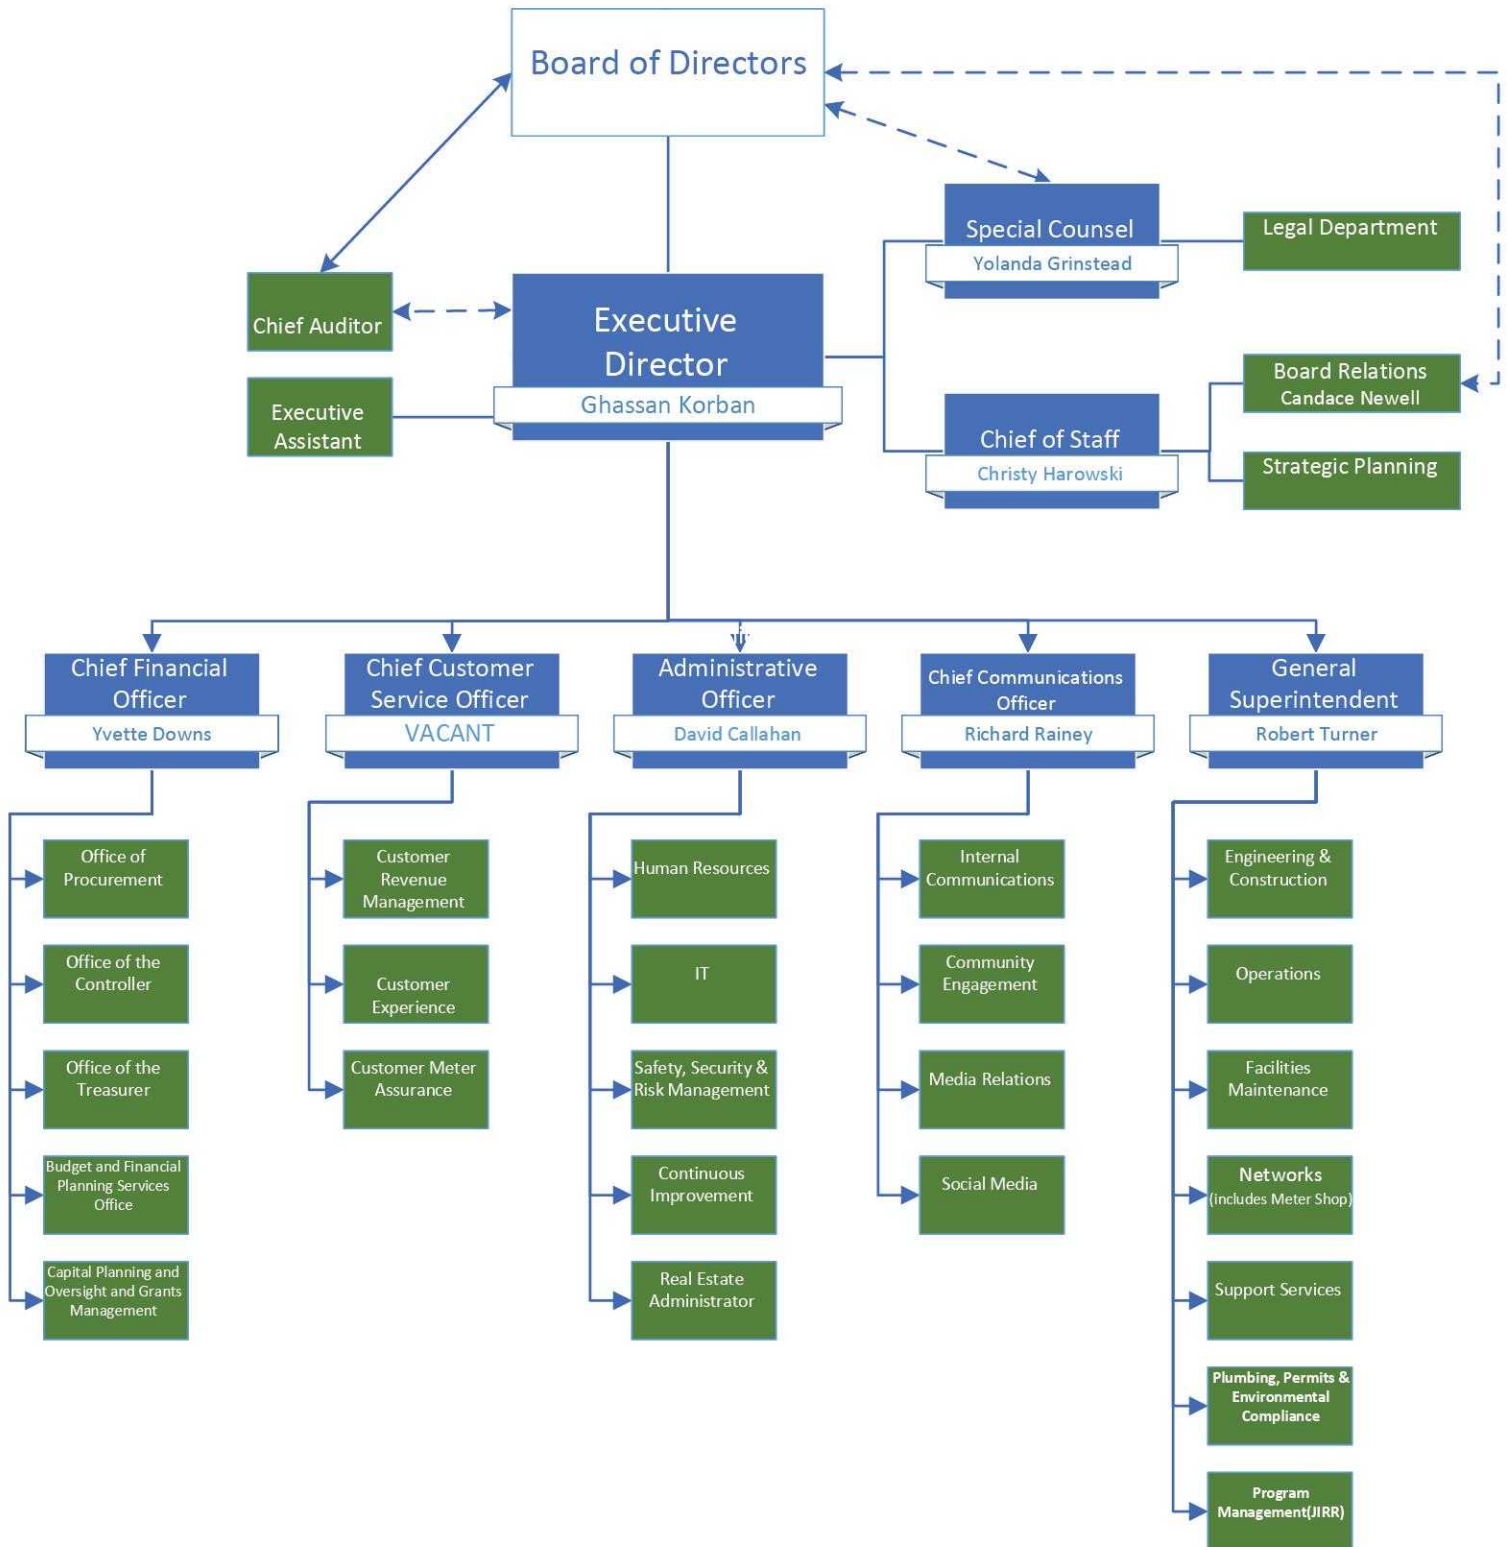 Board of Directors
Special Counsel
Yolanda Grinstead
Legal Department
Chief Auditor
Executive
Director
Ghassan Korban
Executive
Assistant
Chief of Staff
Christy Harowski
Board Relations
Candace Newell
Strategic Planning
Chief Financial
Officer
Yvette Downs
Chief Customer
Service Officer
VACANT
Administrative
Officer
David Callahan
Chief Communications
Officer
Richard Rainey
General
Superintendent
Robert Turner
Office of
Procurement
Office of the
Controller
Office of the
Treasurer
Budget and Financial
Planning Services
Office
Capital Planning and
Oversight and Grants
Management
Customer
Revenue
Management
Customer
Experience
Customer Meter
Assurance
Human Resources
IT
Safety, Security &
Risk Management
Continuous
Improvement
Real Estate
Administrator
Internal
Communications
Community
Engagement
Media Relations
Social Media
Engineering &
Construction
Operations
Facilities
Maintenance
Networks
(includes Meter Shop)
Support Services
Plumbing, Permits &
Environmental
Compliance
Program
Management(JIRR)